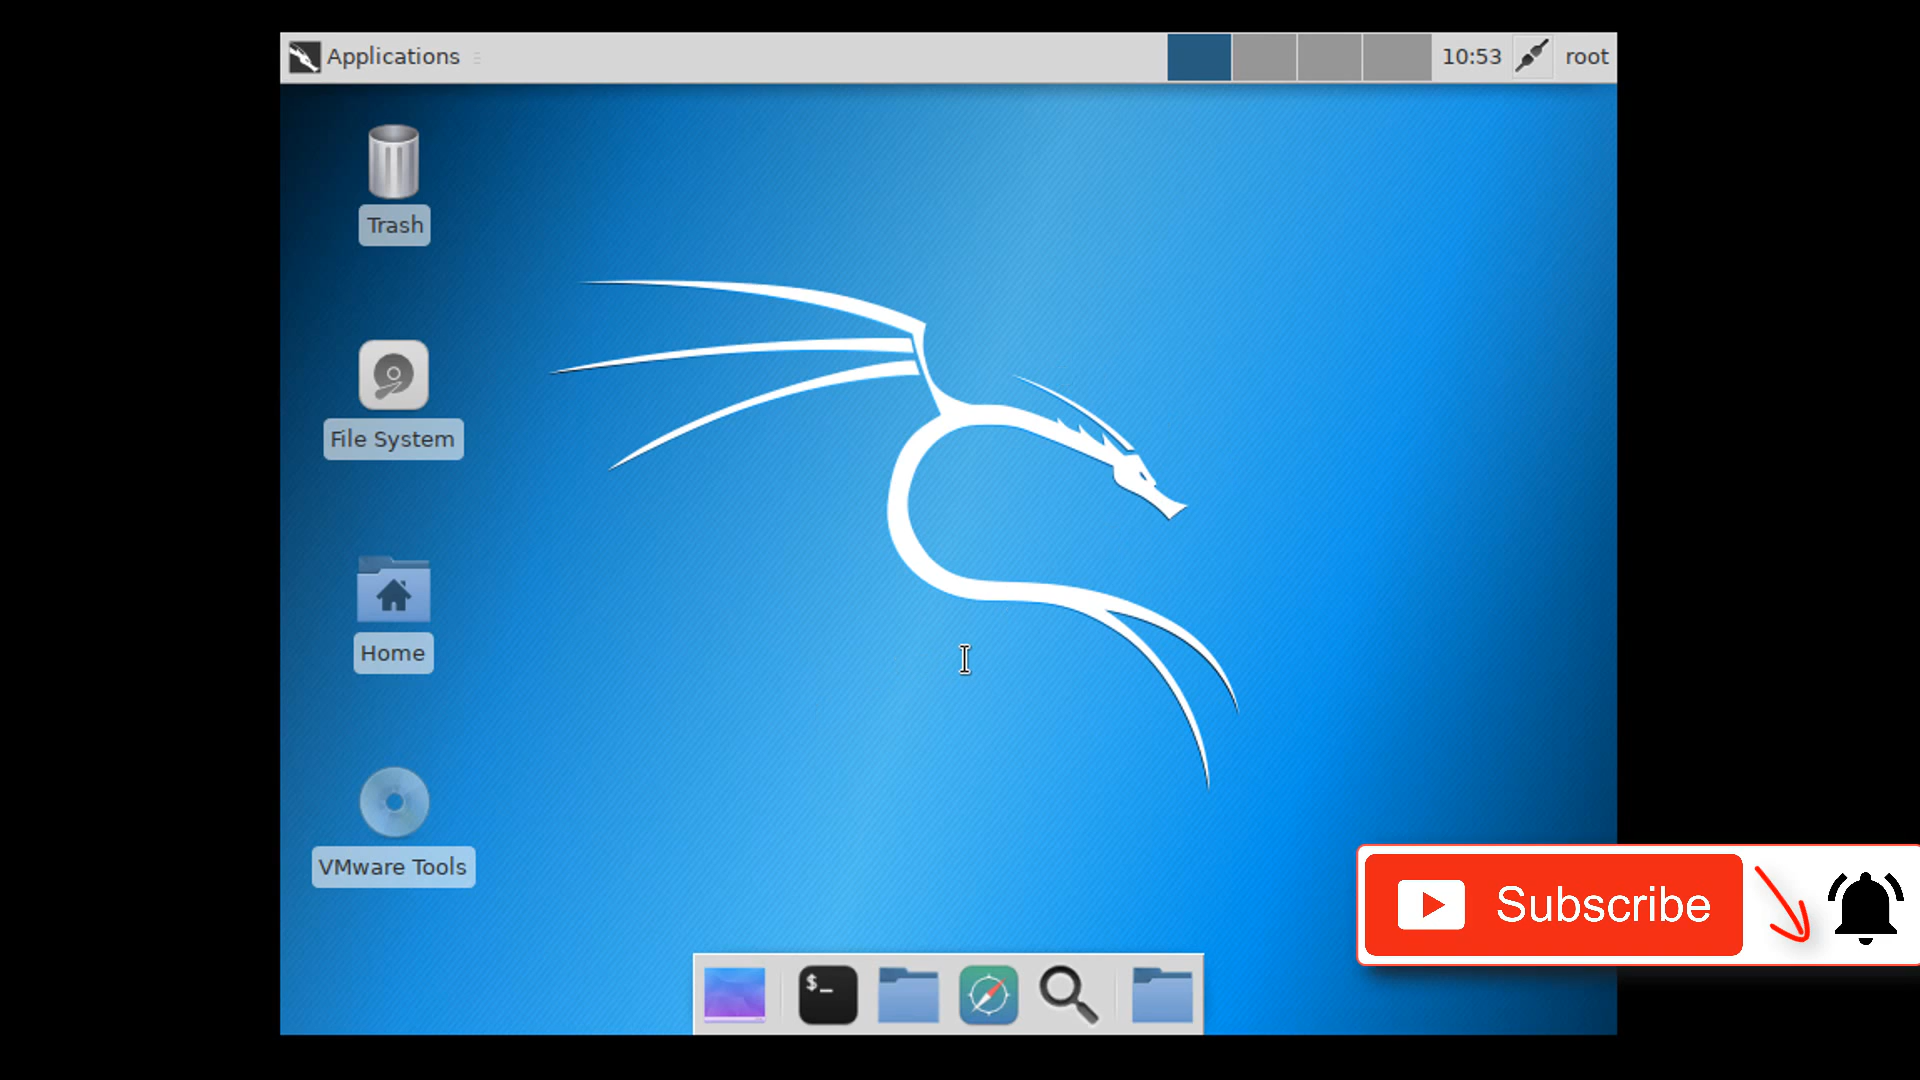 Applications
10:53
root
Trash
File System
Home
VMware Tools
Subscribe
$_